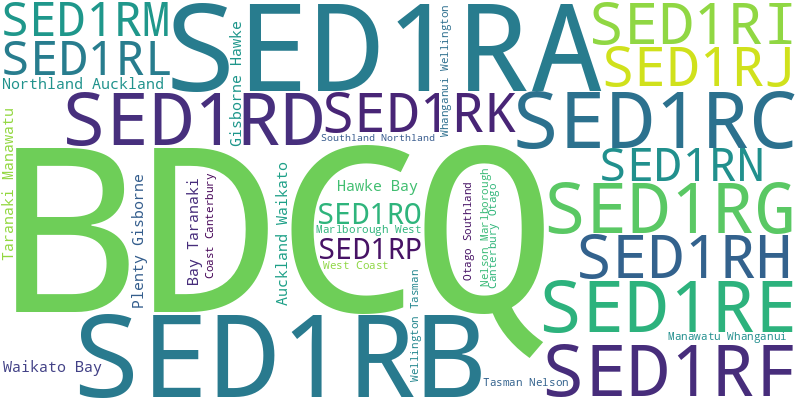 SED1RM
SED1RA
SED1RI
SED1RL
SED1RJ
Northland Auckland
Gisborne Hawke
Whanganui Wellington
SED1RD
SED1RK
SED1RC
Southland Northland
Taranaki Manawatu
BDCQ
SED1RN
Plenty Gisborne
Bay Taranaki
Coast Canterbury
Auckland Waikato
Hawke Bay
Otago Southland
Nelson Marlborough
Canterbury Otago
SED1RG
SED1RO
Marlborough West
SED1RP
SED1RH
West Coast
Wellington Tasman
SED1RE
SED1RB
Manawatu Whanganui
SED1RF
Waikato Bay
Tasman Nelson